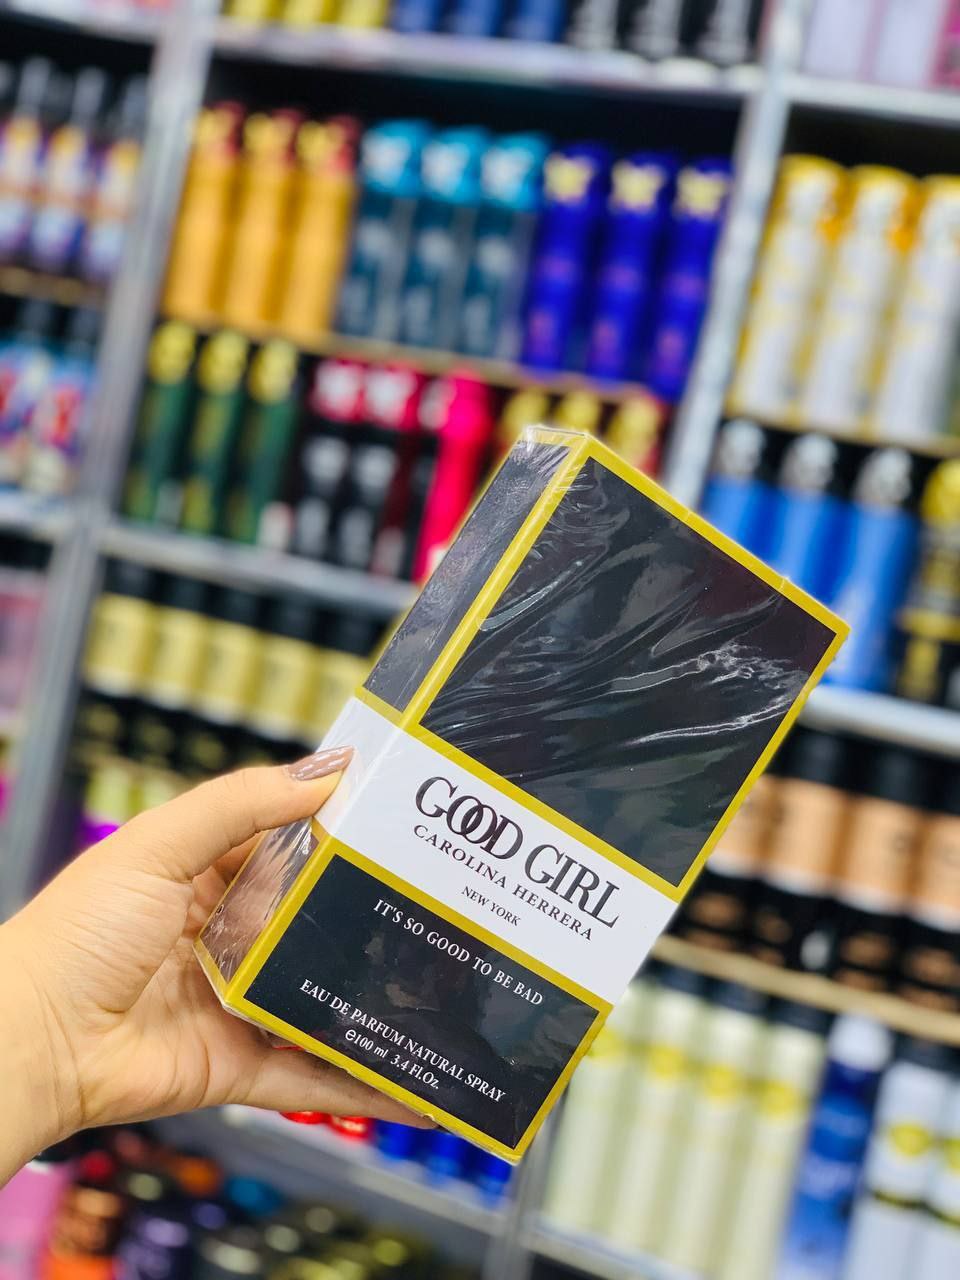 GOOD GIRL
CAROLINA HERRERA
NEW YORK
IT'S SO GOOD TO BE BAD
EAU DE PARFUM NATURAL SPRAY
℮100 ml 3.4 Fl.Oz.